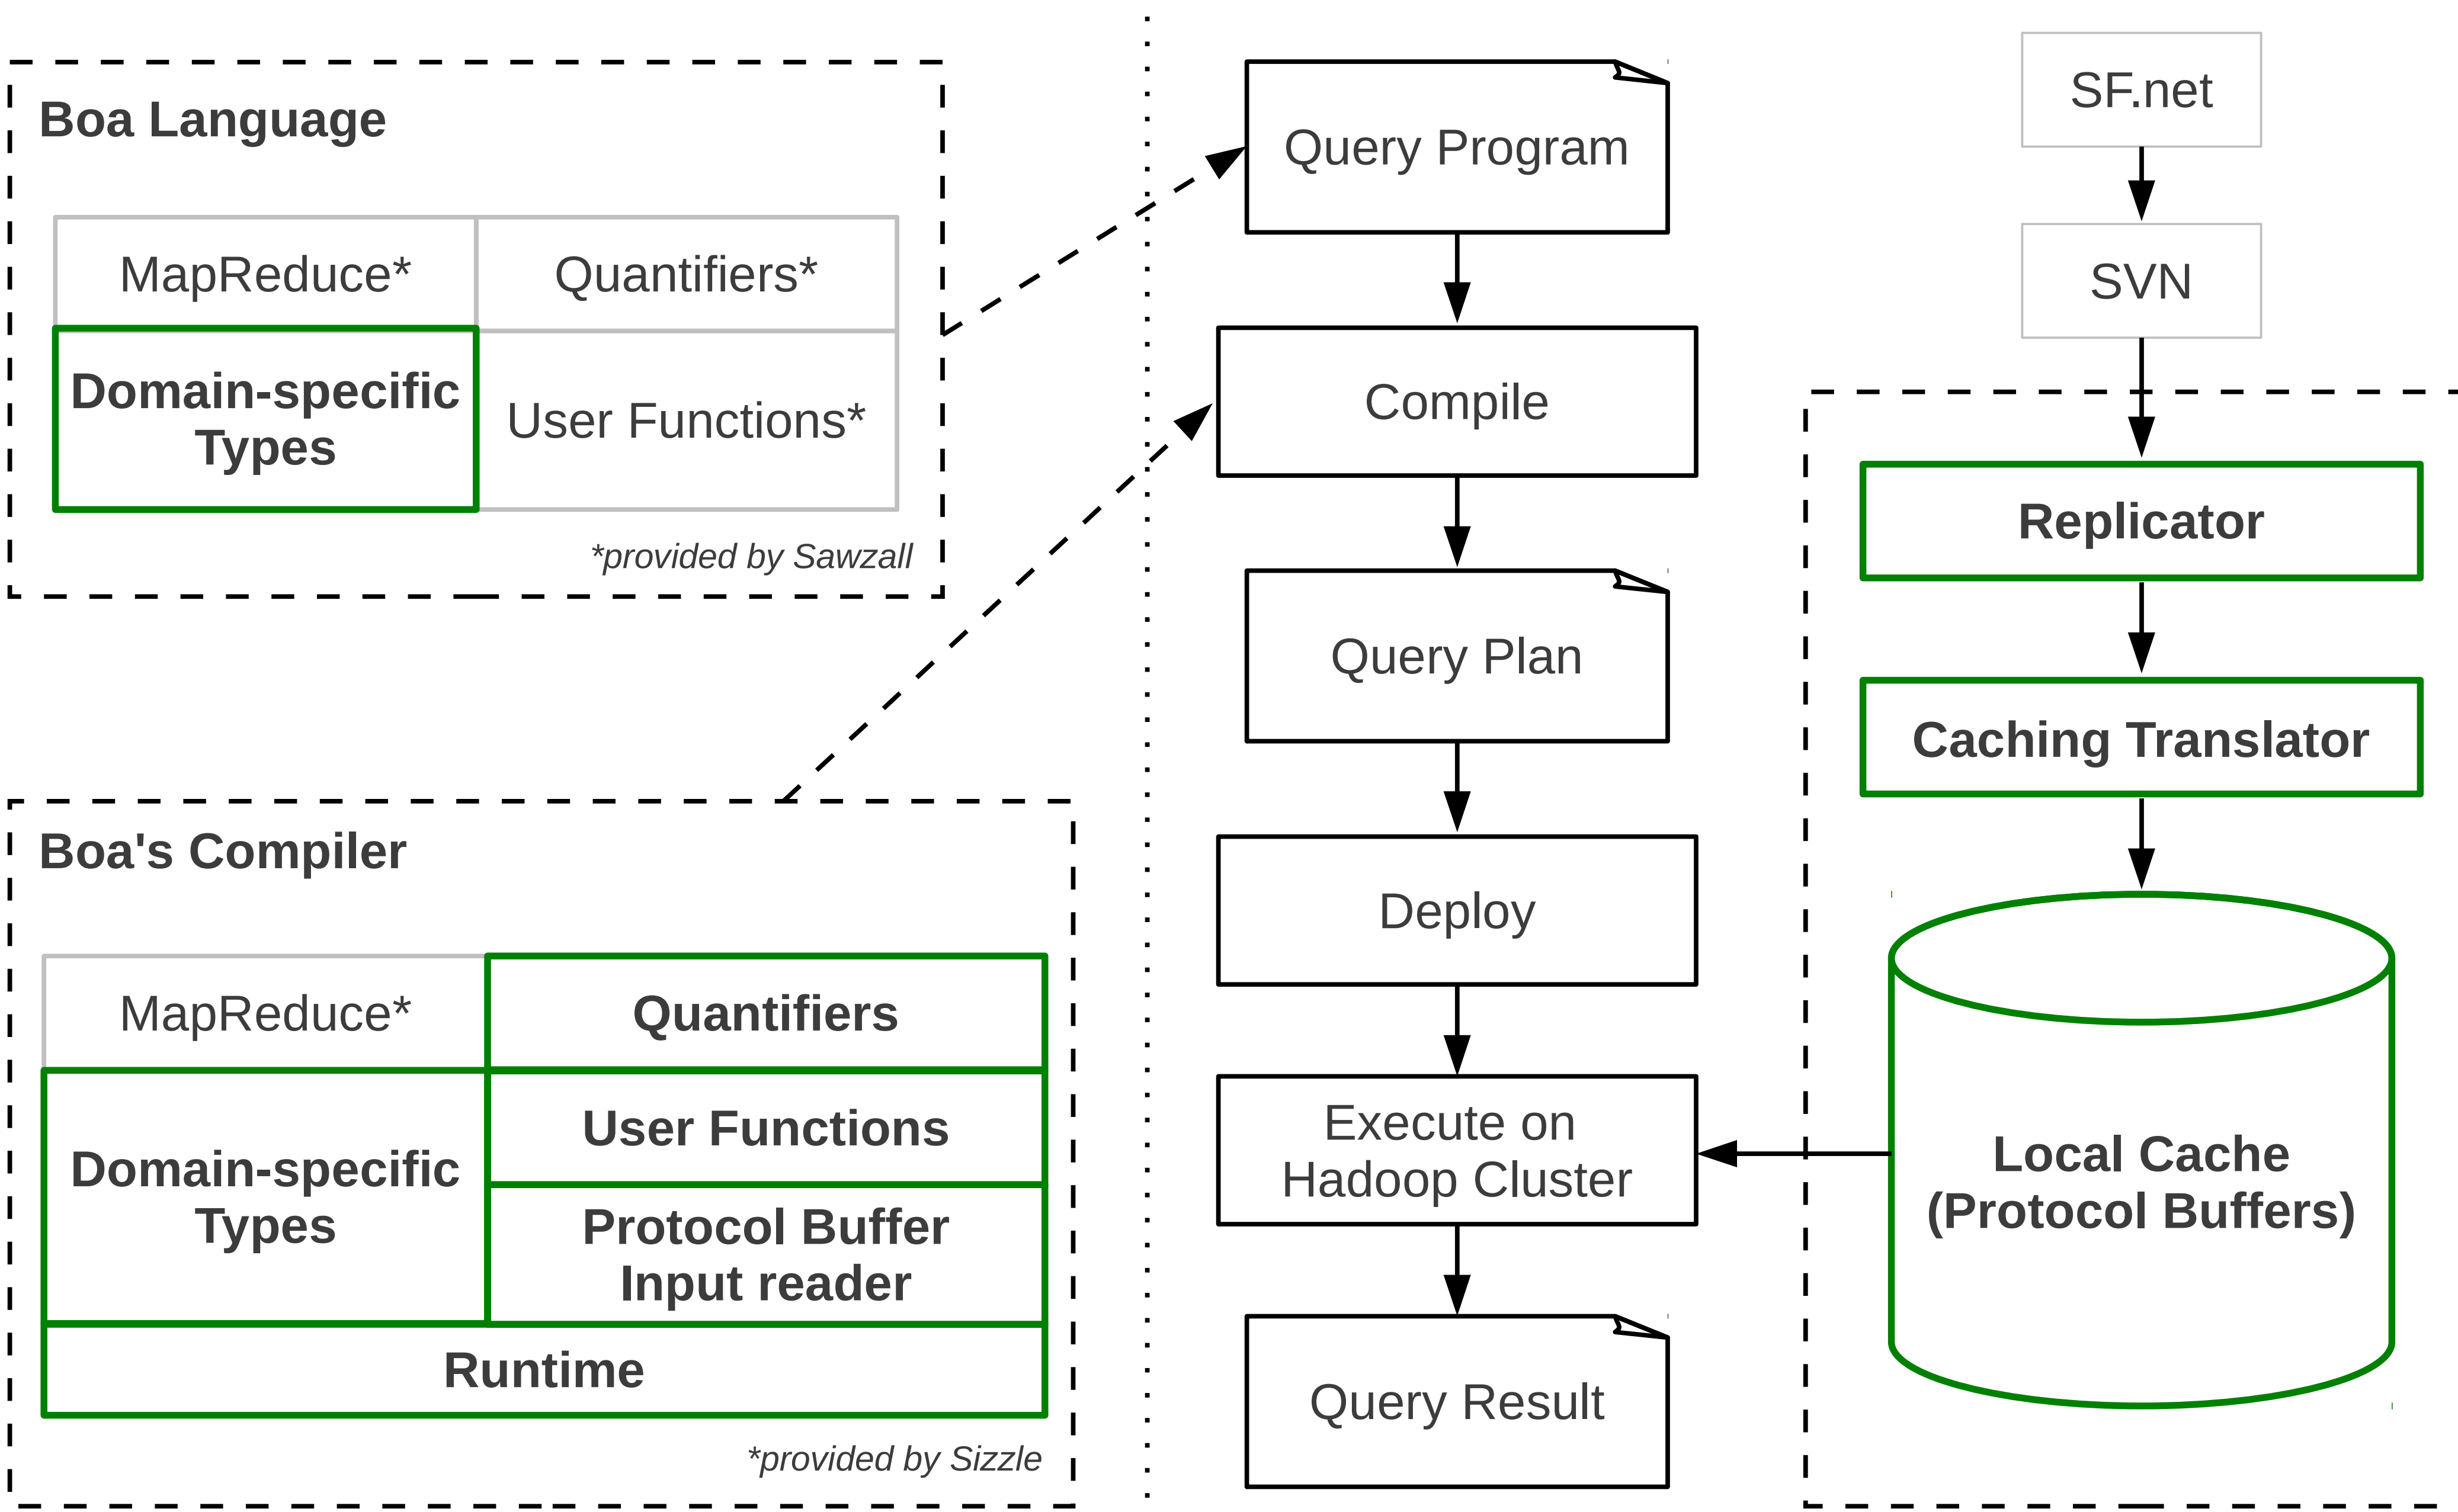 Boa Language
MapReduce*
Quantifiers*
Domain-specific
Types
User Functions*
*provided by Sawzall
Boa's Compiler
MapReduce*
Quantifiers
Domain-specific
Types
User Functions
Protocol Buffer
Input reader
Runtime
*provided by Sizzle
Query Program
Compile
Query Plan
Deploy
Execute on
Hadoop Cluster
Query Result
SF.net
SVN
Replicator
Caching Translator
Local Cache
(Protocol Buffers)